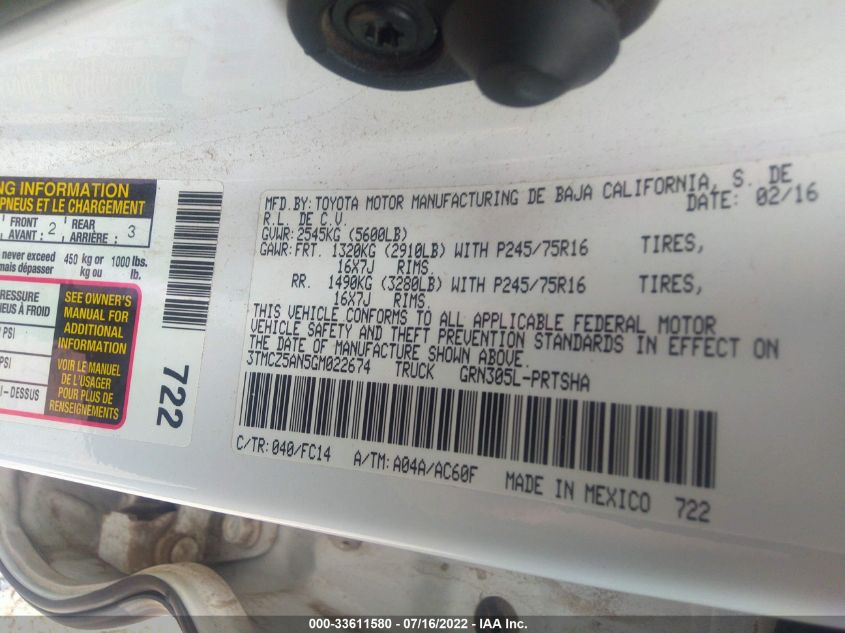 NG INFORMATION
PNEUS ET LE CHARGEMENT
FRONT 2 REAR 3
AVANT: ARRIÈRE:
never exceed 450 kg or 1000 lbs.
mais dépasser kg ou lb.
PRESSURE
NEUS À FROID
PSI
PSI
- DESSUS
SEE OWNER'S
MANUAL FOR
ADDITIONAL
INFORMATION
VOIR LE MANUEL
DE L'USAGER
POUR PLUS DE
RENSEIGNEMENTS
722
MFD.BY: TOYOTA MOTOR MANUFACTURING DE BAJA CALIFORNIA, S. DE
R.L. DE C.V. DATE: 02/16
GVWR:2545KG (5600LB)
GAWR:FRT. 1320KG (2910LB) WITH P245/75R16 TIRES,
16X7J RIMS.
RR. 1490KG (3280LB) WITH P245/75R16 TIRES,
16X7J RIMS.
THIS VEHICLE CONFORMS TO ALL APPLICABLE FEDERAL MOTOR
VEHICLE SAFETY AND THEFT PREVENTION STANDARDS IN EFFECT ON
THE DATE OF MANUFACTURE SHOWN ABOVE.
3TMCZ5AN5GM022674 TRUCK GRN305L-PRTSHA
C/TR:040/FC14 A/TM:A04A/AC60F MADE IN MEXICO 722
000-33611580 - 07/16/2022 - IAA Inc.